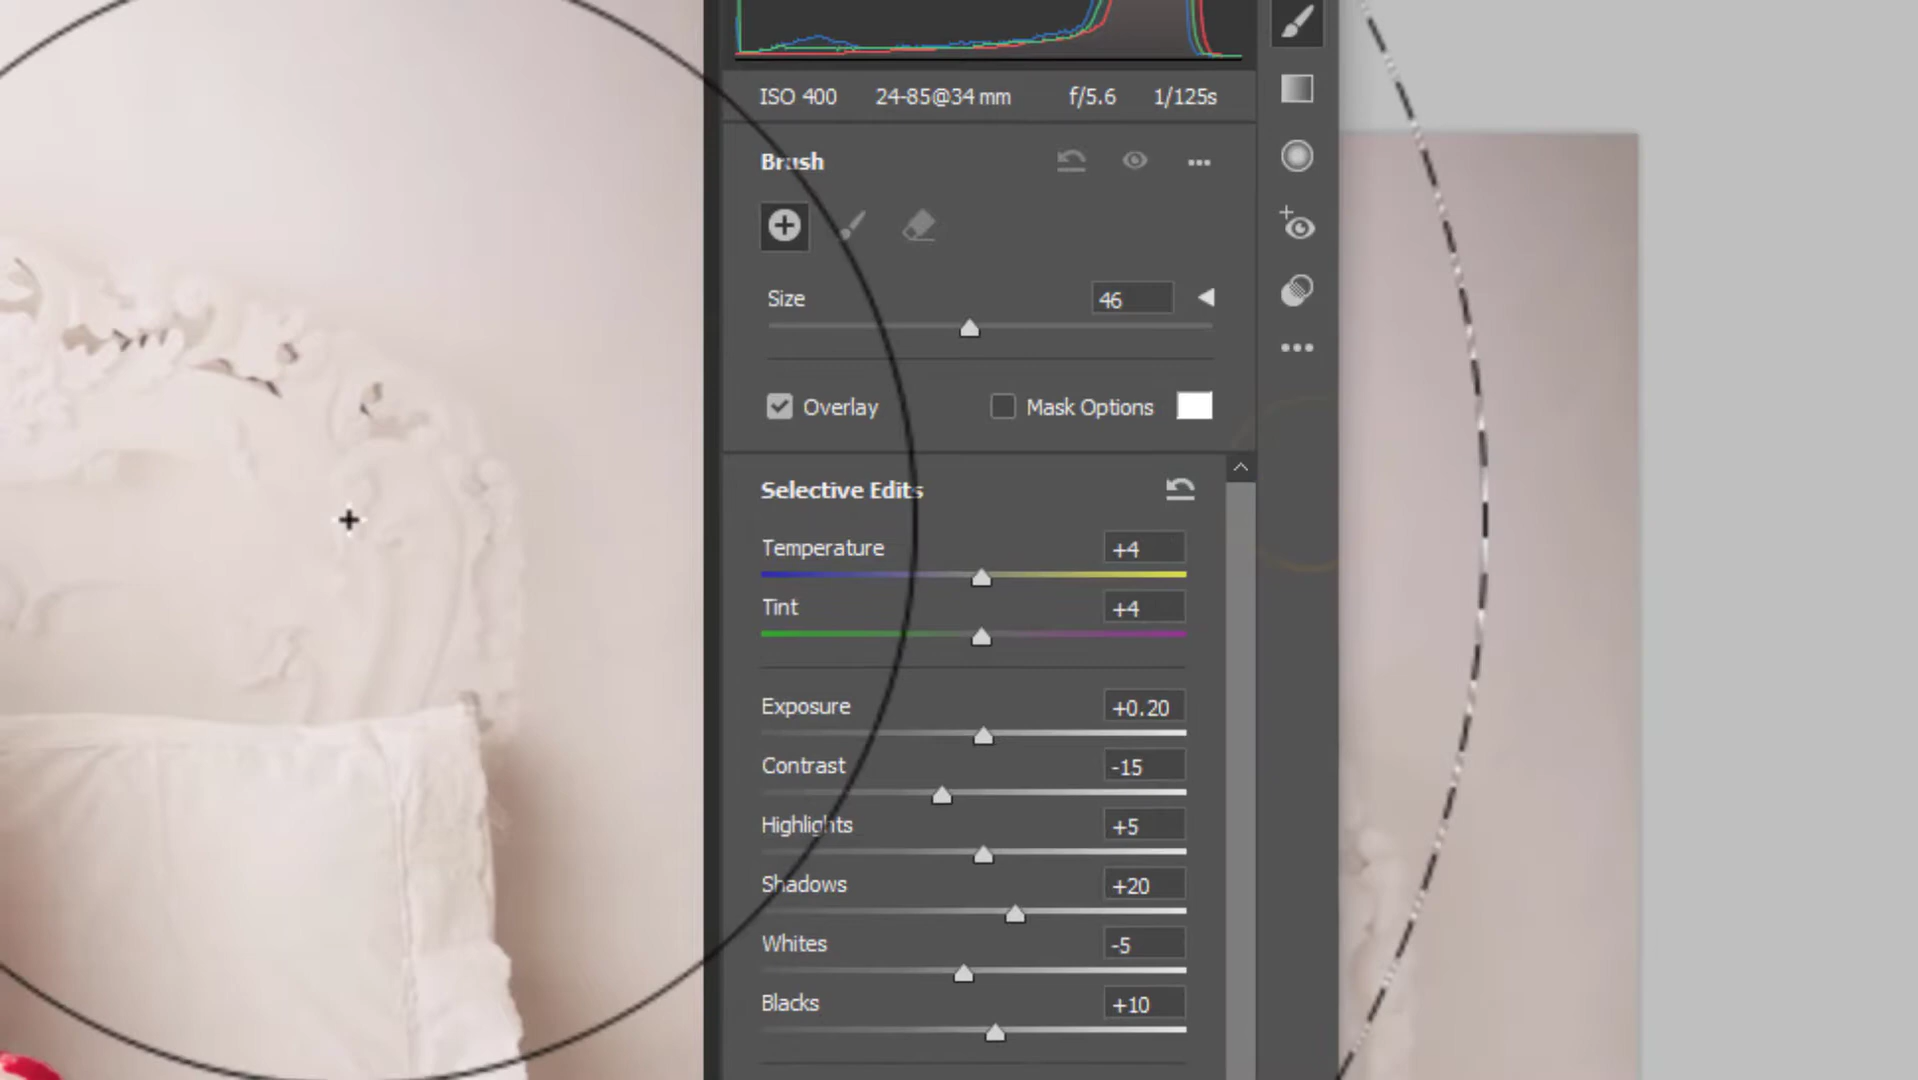 ISO 400 24-85@34 mm f/5.6 1/125s
Brush
Size 46
Overlay Mask Options
Selective Edits
Temperature +4
Tint +4
Exposure +0.20
Contrast -15
Highlights +5
Shadows +20
Whites -5
Blacks +10